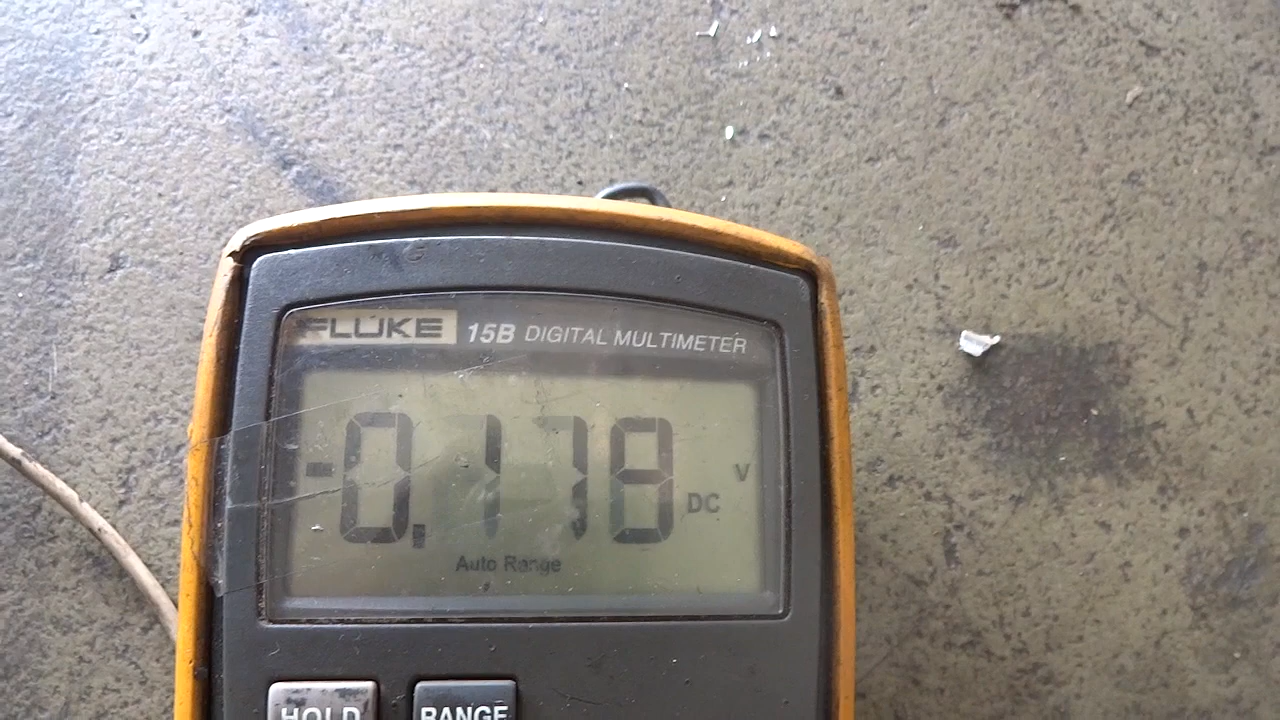 FLUKE 15B DIGITAL MULTIMETER
-0.178
V
DC
Auto Range
HOLD RANGE